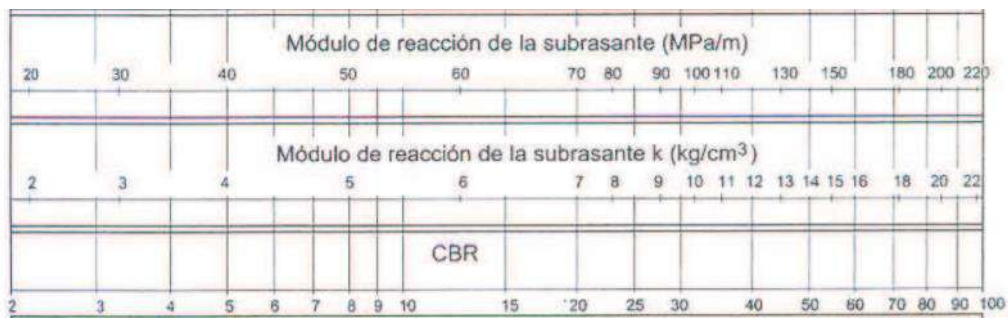 Módulo de reacción de la subrasante (MPa/m)
20 30 40 50 60 70 80 90 100 110 130 150 180 200 220
Módulo de reacción de la subrasante k (kg/cm³)
2 3 4 5 6 7 8 9 10 11 12 13 14 15 16 18 20 22
CBR
2 3 4 5 6 7 8 9 10 15 20 25 30 40 50 60 70 80 90 100